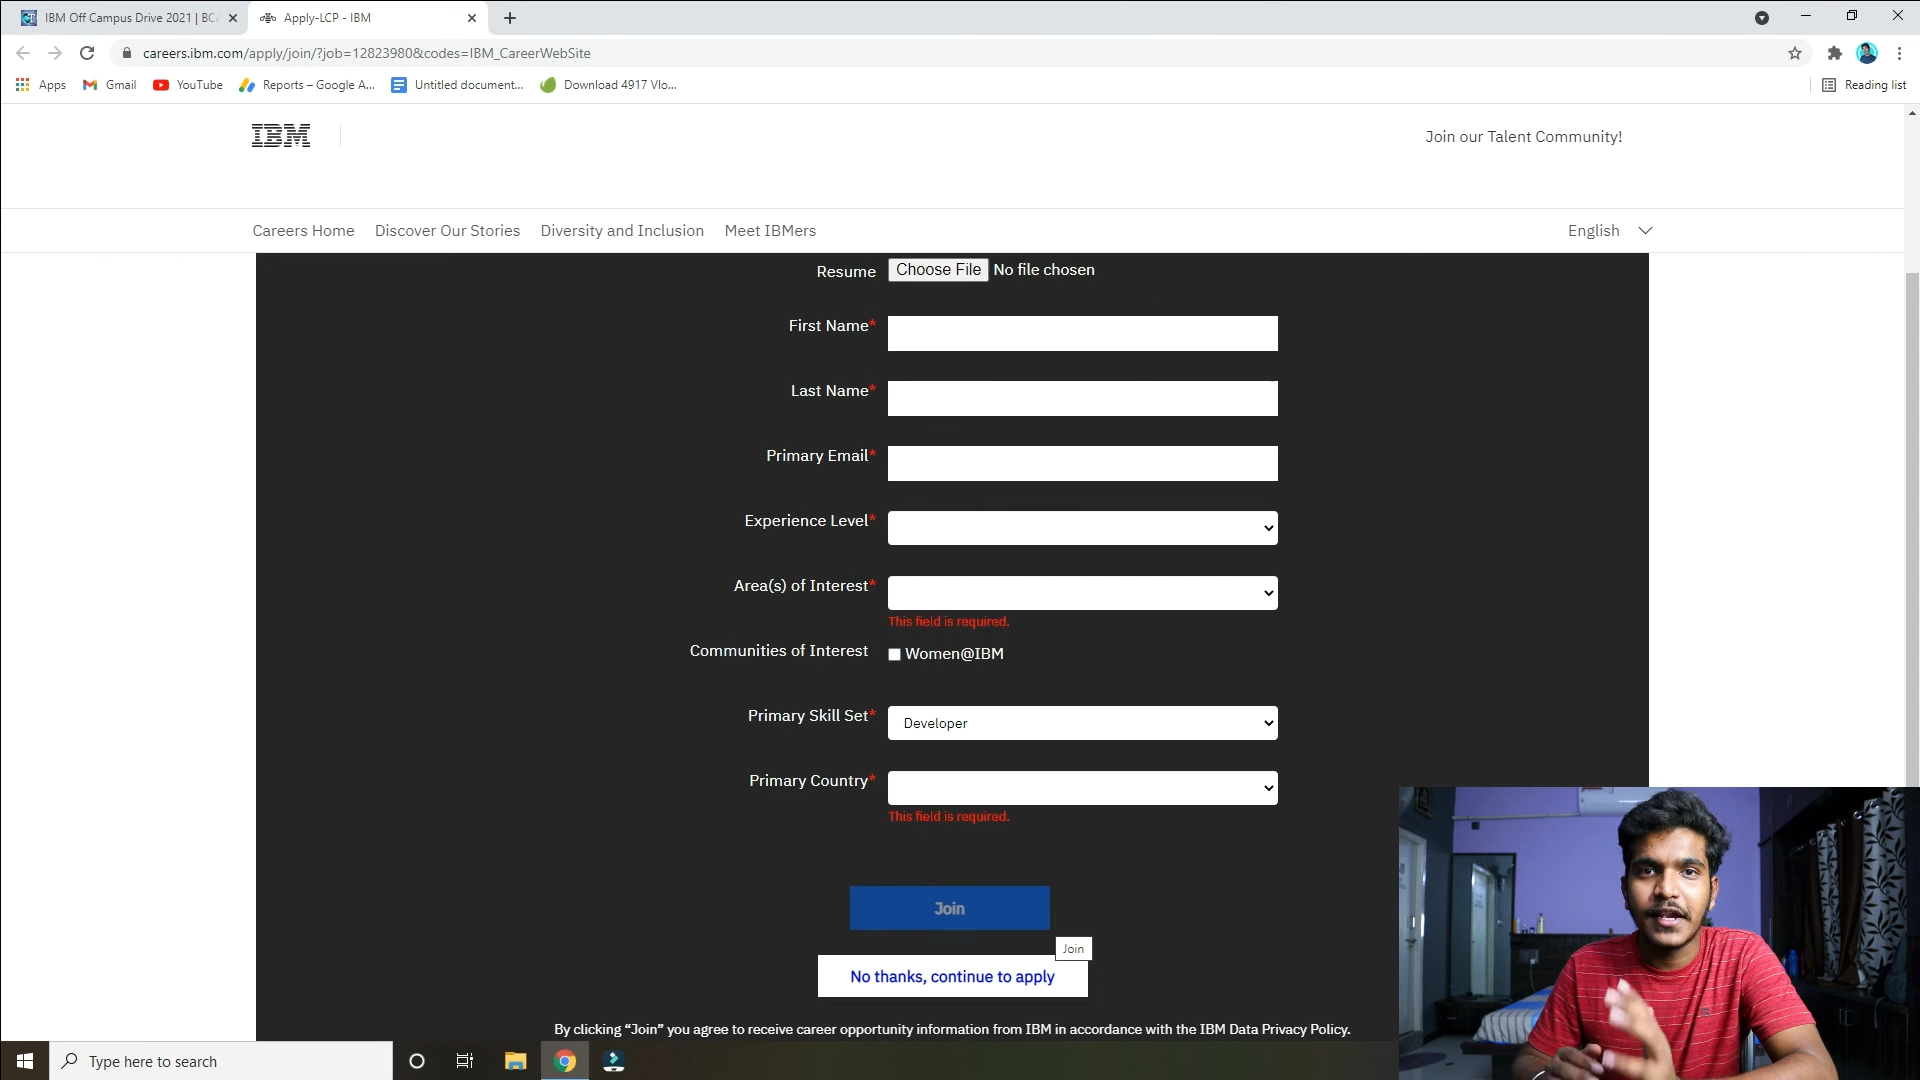 IBM Off Campus Drive 2021 | BCA
Apply-LCP - IBM
careers.ibm.com/apply/join/?job=12823980&codes=IBM_CareerWebSite
Apps
Gmail
YouTube
Reports – Google A...
Untitled document...
Download 4917 Vlo...
Reading list
IBM
Join our Talent Community!
Careers Home
Discover Our Stories
Diversity and Inclusion
Meet IBMers
English
Resume
Choose File
No file chosen
First Name*
Last Name*
Primary Email*
Experience Level*
Area(s) of Interest*
This field is required.
Communities of Interest
Women@IBM
Primary Skill Set*
Developer
Primary Country*
This field is required.
Join
Join
No thanks, continue to apply
By clicking “Join” you agree to receive career opportunity information from IBM in accordance with the IBM Data Privacy Policy.
Type here to search